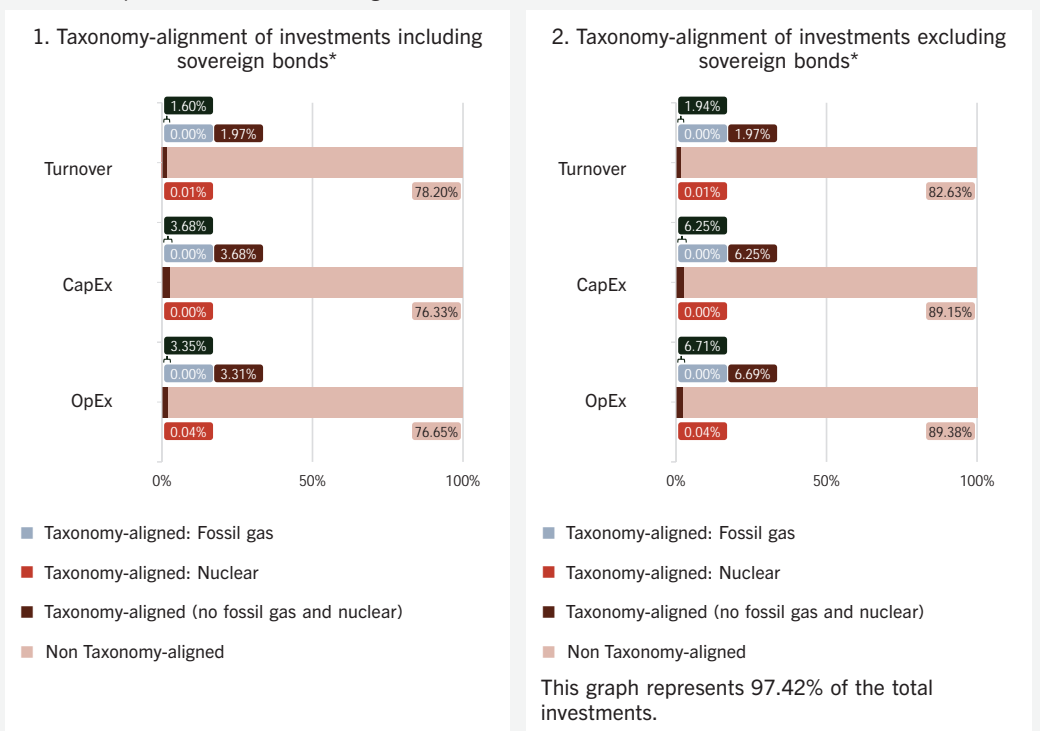 1. Taxonomy-alignment of investments including
sovereign bonds*
1.60%
0.00% 1.97%
Turnover
0.01% 78.20%
3.68%
0.00% 3.68%
CapEx
0.00% 76.33%
3.35%
0.00% 3.31%
OpEx
0.04% 76.65%
0% 50% 100%
Taxonomy-aligned: Fossil gas
Taxonomy-aligned: Nuclear
Taxonomy-aligned (no fossil gas and nuclear)
Non Taxonomy-aligned
2. Taxonomy-alignment of investments excluding
sovereign bonds*
1.94%
0.00% 1.97%
Turnover
0.01% 82.63%
6.25%
0.00% 6.25%
CapEx
0.00% 89.15%
6.71%
0.00% 6.69%
OpEx
0.04% 89.38%
0% 50% 100%
Taxonomy-aligned: Fossil gas
Taxonomy-aligned: Nuclear
Taxonomy-aligned (no fossil gas and nuclear)
Non Taxonomy-aligned
This graph represents 97.42% of the total
investments.